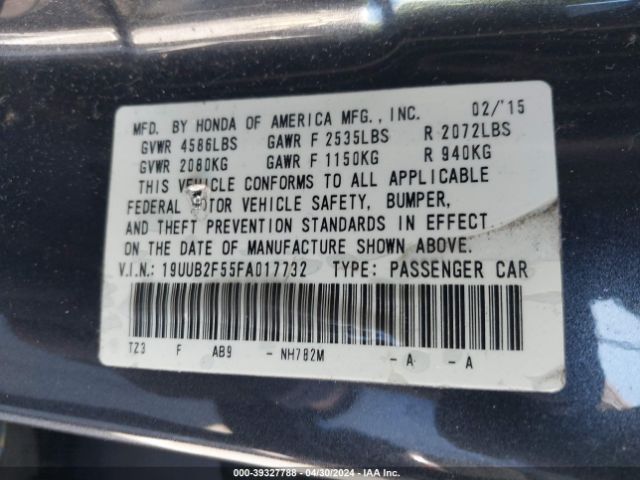 MFD. BY HONDA OF AMERICA MFG., INC. 02/'15
GVWR 4586LBS GAWR F 2535LBS R 2072LBS
GVWR 2080KG GAWR F 1150KG R 940KG
THIS VEHICLE CONFORMS TO ALL APPLICABLE
FEDERAL MOTOR VEHICLE SAFETY, BUMPER,
AND THEFT PREVENTION STANDARDS IN EFFECT
ON THE DATE OF MANUFACTURE SHOWN ABOVE.
V.I.N.: 19UUB2F55FA017732 TYPE: PASSENGER CAR
TZ3 F AB9 - NH782M - A - A
000-39327788 - 04/30/2024 - IAA Inc.